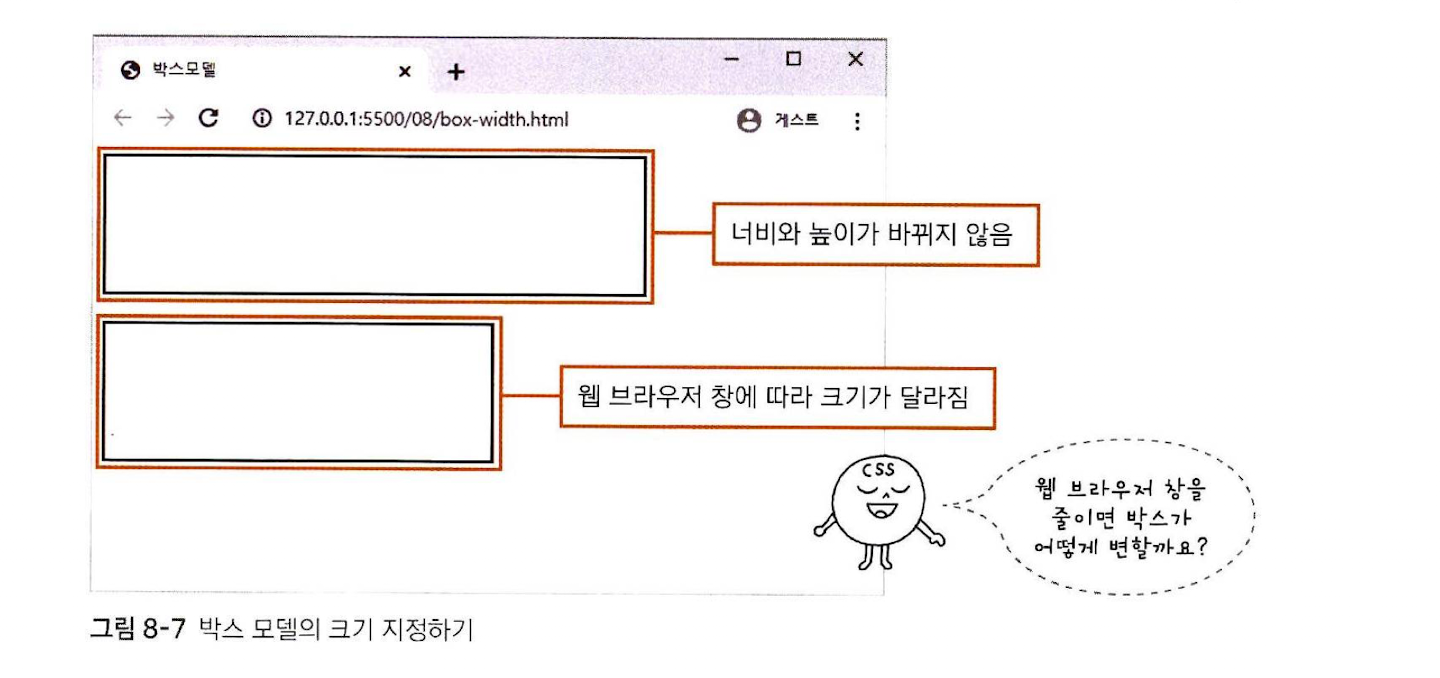 박스모델
127.0.0.1:5500/08/box-width.html
게스트
너비와 높이가 바뀌지 않음
웹 브라우저 창에 따라 크기가 달라짐
CSS
웹 브라우저 창을
줄이면 박스가
어떻게 변할까요?
그림 8-7 박스 모델의 크기 지정하기